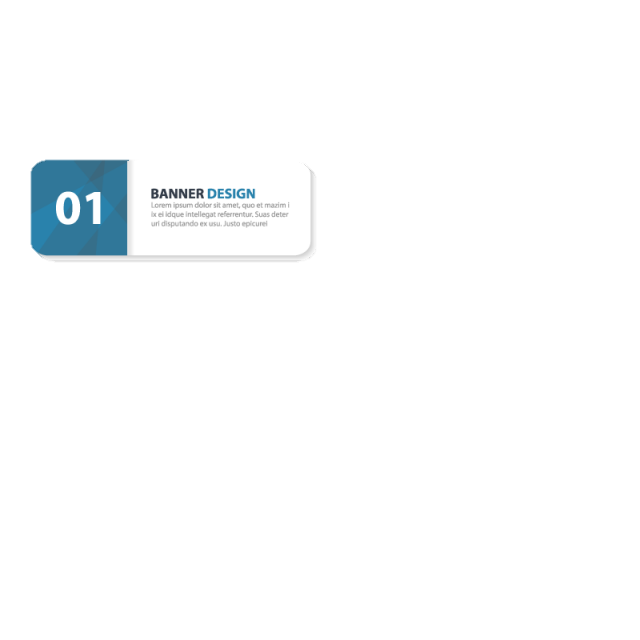 01
BANNER DESIGN
Lorem ipsum dolor sit amet, quo et mazim i
ix ei idque intellegat referrentur. Suas deter
uri disputando ex usu. Justo epicurei